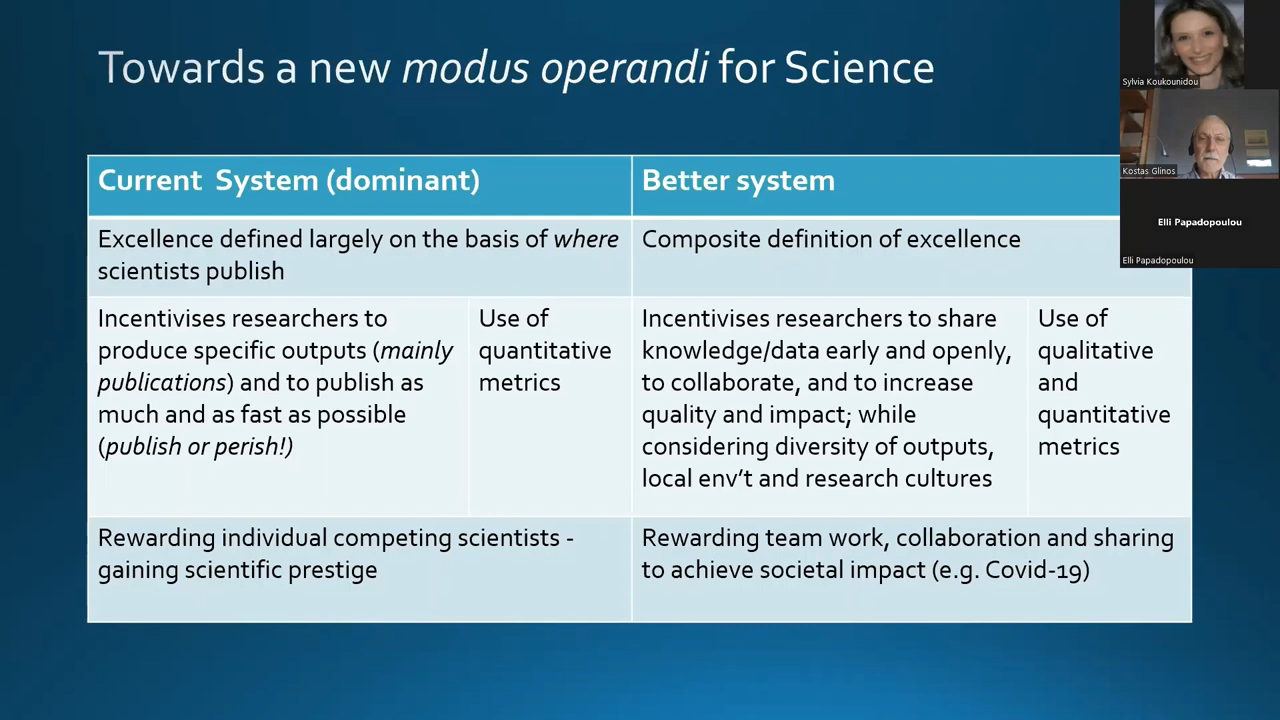 Towards a new modus operandi for Science
Current System (dominant)
Better system
Excellence defined largely on the basis of where
scientists publish
Composite definition of excellence
Incentivises researchers to
produce specific outputs (mainly
publications) and to publish as
much and as fast as possible
(publish or perish!)
Use of
quantitative
metrics
Incentivises researchers to share
knowledge/data early and openly,
to collaborate, and to increase
quality and impact; while
considering diversity of outputs,
local env’t and research cultures
Use of
qualitative
and
quantitative
metrics
Rewarding individual competing scientists -
gaining scientific prestige
Rewarding team work, collaboration and sharing
to achieve societal impact (e.g. Covid-19)
Sylvia Koukounidou
Kostas Glinos
Elli Papadopoulou
Elli Papadopoulou